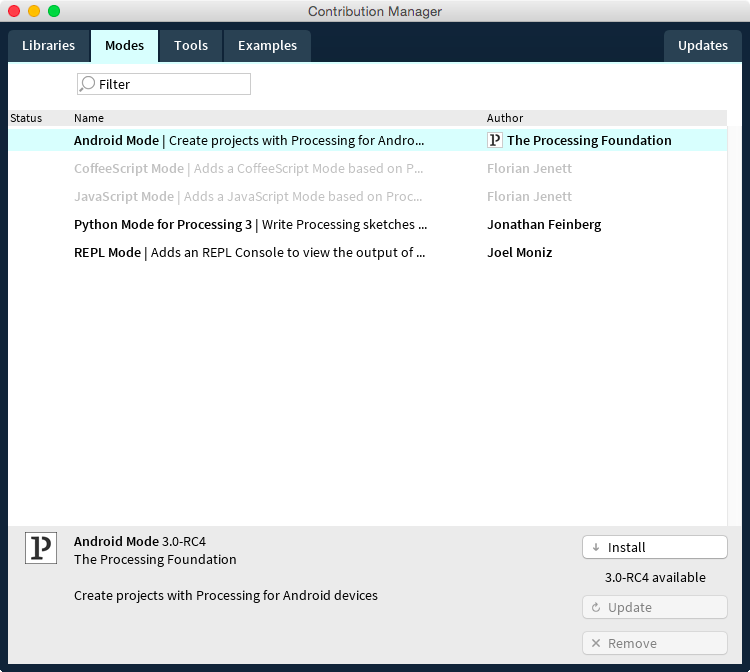 Contribution Manager
Libraries Modes Tools Examples Updates
Filter
Status Name Author
Android Mode | Create projects with Processing for Andro... P The Processing Foundation
CoffeeScript Mode | Adds a CoffeeScript Mode based on P... Florian Jenett
JavaScript Mode | Adds a JavaScript Mode based on Proc... Florian Jenett
Python Mode for Processing 3 | Write Processing sketches ... Jonathan Feinberg
REPL Mode | Adds an REPL Console to view the output of ... Joel Moniz
P Android Mode 3.0-RC4
The Processing Foundation
Create projects with Processing for Android devices
Install
3.0-RC4 available
Update
Remove